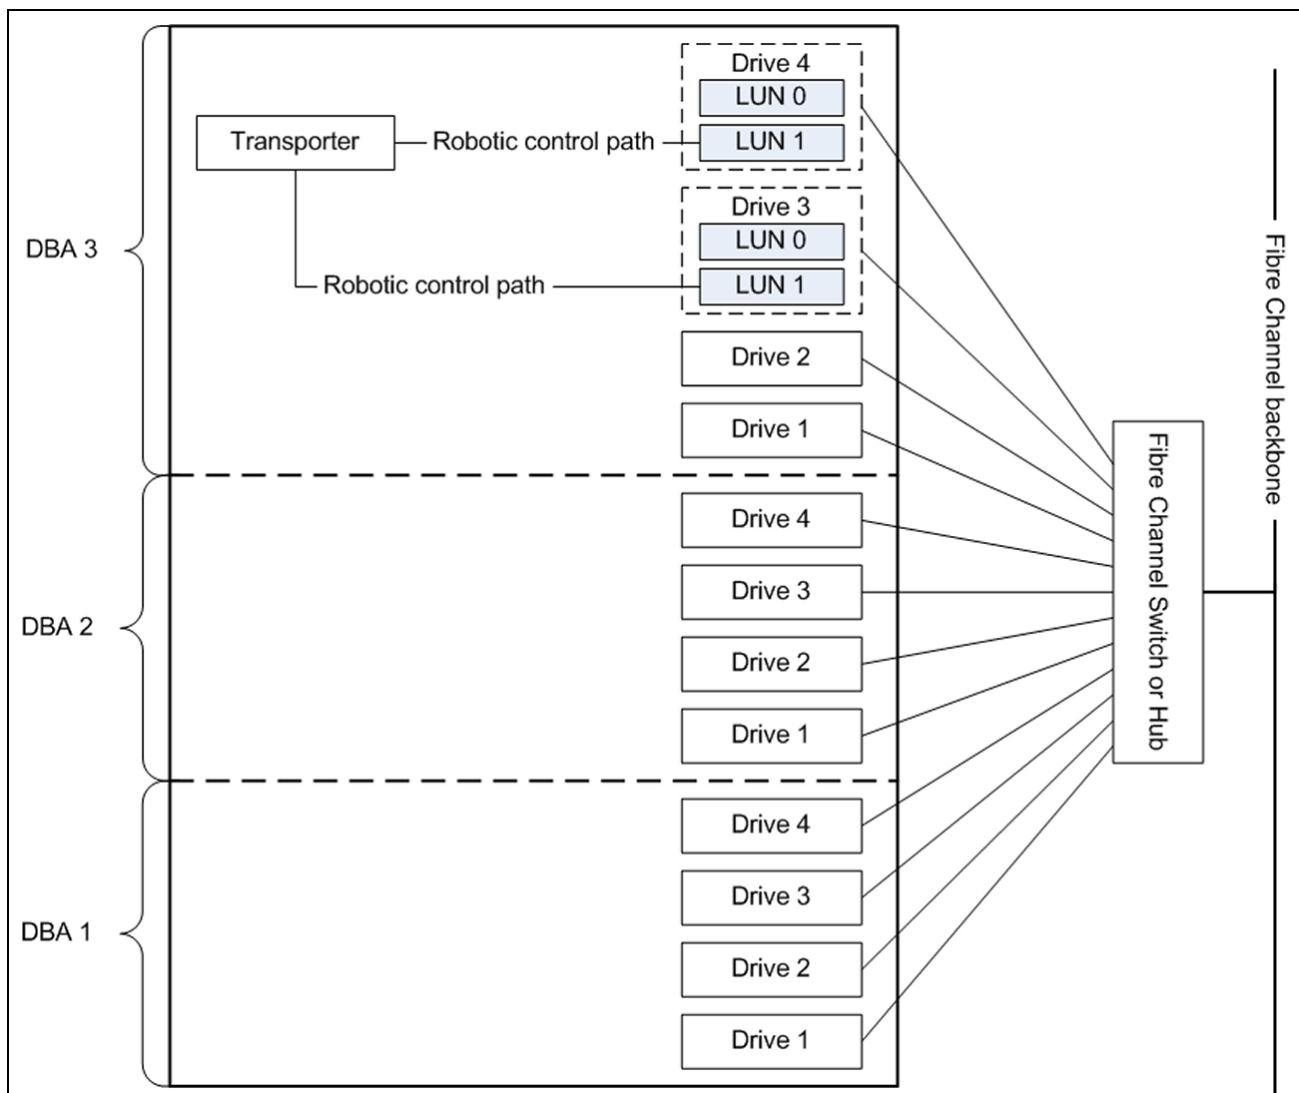 Drive 4
LUN 0
Transporter
Robotic control path
LUN 1
Drive 3
LUN 0
DBA 3
Robotic control path
LUN 1
Drive 2
Drive 1
Drive 4
Drive 3
DBA 2
Drive 2
Drive 1
Drive 4
Drive 3
DBA 1
Drive 2
Drive 1
Fibre Channel Switch or Hub
Fibre Channel backbone